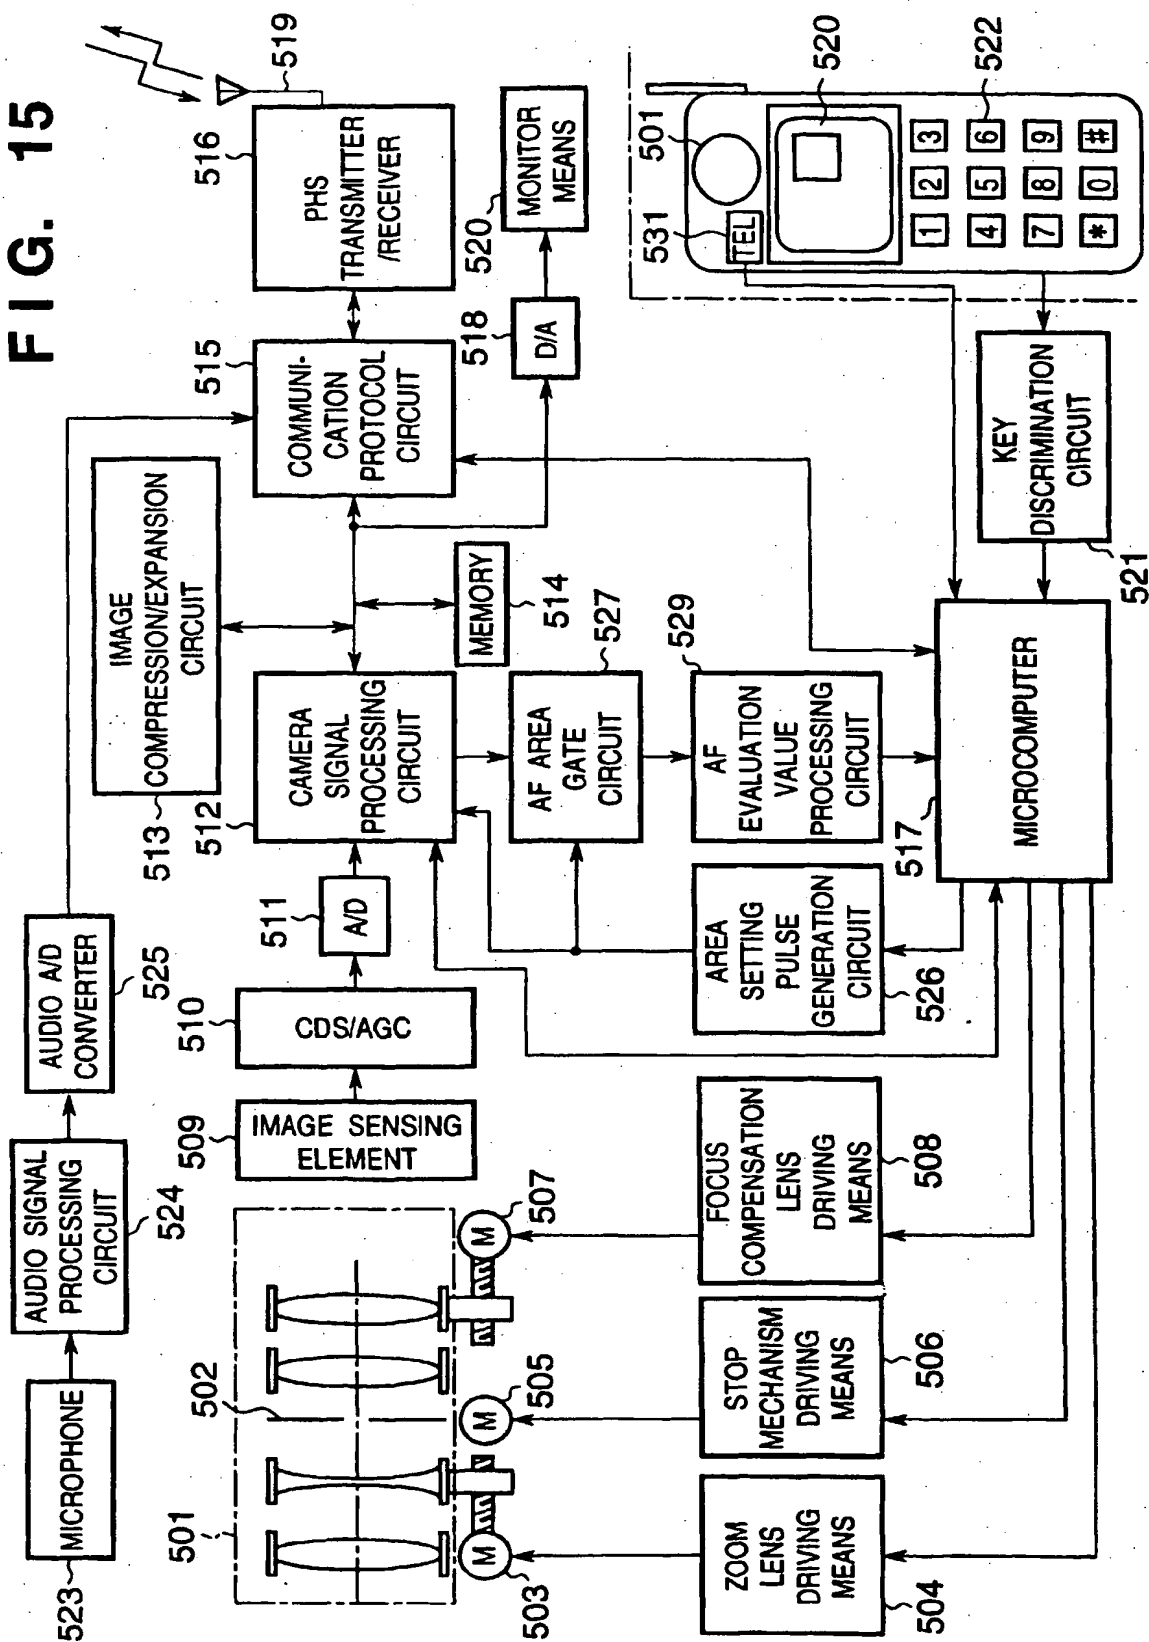 FIG. 15
523
MICROPHONE
AUDIO SIGNAL
PROCESSING
CIRCUIT
524
AUDIO A/D
CONVERTER
525
513
IMAGE
COMPRESSION/EXPANSION
CIRCUIT
515
COMMUNI-
CATION
PROTOCOL
CIRCUIT
516
PHS
TRANSMITTER
/RECEIVER
519
501
502
509
IMAGE SENSING
ELEMENT
510
CDS/AGC
511
A/D
512
CAMERA
SIGNAL
PROCESSING
CIRCUIT
MEMORY
514
518
D/A
520
MONITOR
MEANS
M
503
M
505
M
507
AF AREA
GATE
CIRCUIT
527
504
ZOOM
LENS
DRIVING
MEANS
STOP
MECHANISM
DRIVING
MEANS
506
FOCUS
COMPENSATION
LENS
DRIVING
MEANS
508
AREA
SETTING
PULSE
GENERATION
CIRCUIT
526
529
AF
EVALUATION
VALUE
PROCESSING
CIRCUIT
517
MICROCOMPUTER
KEY
DISCRIMINATION
CIRCUIT
521
531
TEL
501
520
1 2 3
4 5 6
522
7 8 9
* 0 #